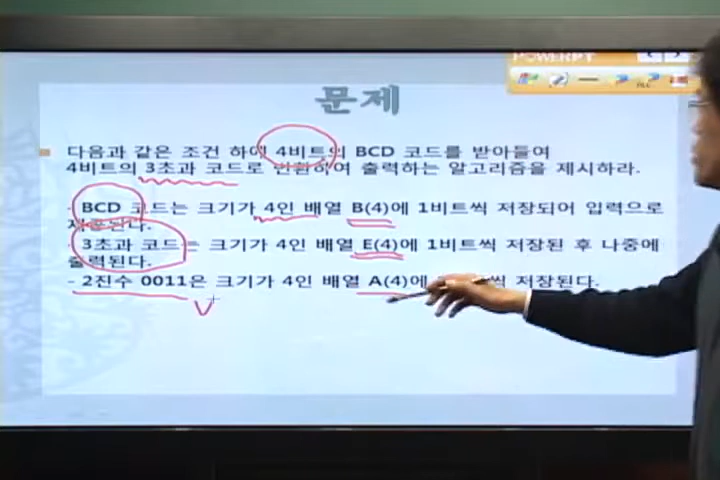 POWERPT
문제
다음과 같은 조건 하에 4비트의 BCD 코드를 받아들여
4비트의 3초과 코드로 변환하여 출력하는 알고리즘을 제시하라.
- BCD 코드는 크기가 4인 배열 B(4)에 1비트씩 저장되어 입력으로
제공된다.
- 3초과 코드는 크기가 4인 배열 E(4)에 1비트씩 저장된 후 나중에
출력된다.
- 2진수 0011은 크기가 4인 배열 A(4)에 씩 저장된다.